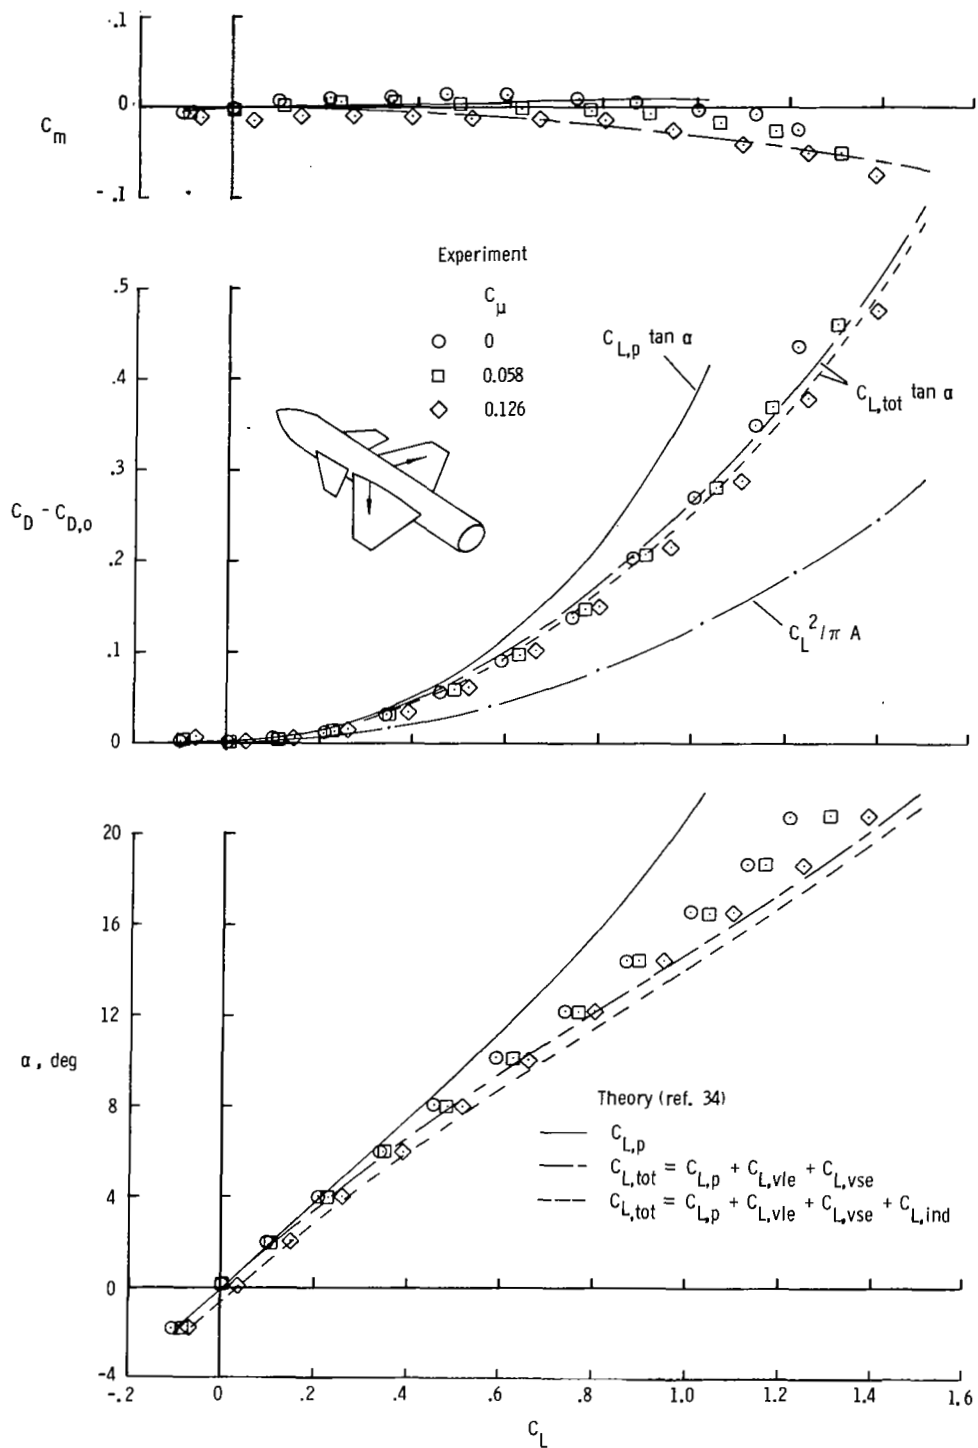 .1
0
C_m
-.1
Experiment
C_μ
0
0.058
0.126
.5
.4
.3
C_D - C_D,o
.2
.1
0
C_L,p tan α
C_L,tot tan α
C_L^2/π A
20
16
12
α, deg
8
4
0
-4
Theory (ref. 34)
C_L,p
C_L,tot = C_L,p + C_L,vle + C_L,vse
C_L,tot = C_L,p + C_L,vle + C_L,vse + C_L,ind
-.2 0 .2 .4 .6 .8 1.0 1.2 1.4 1.6
C_L